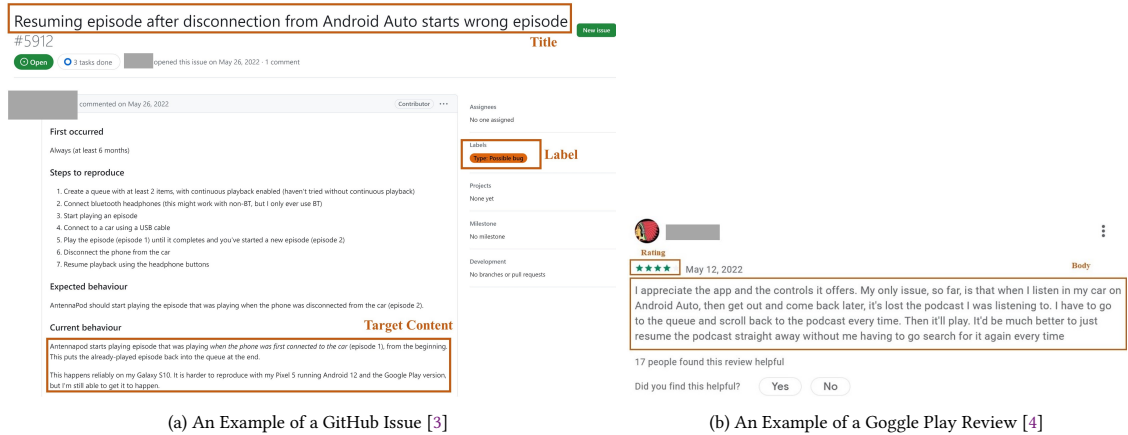 Resuming episode after disconnection from Android Auto starts wrong episode
New issue
#5912
Title
Open
3 tasks done
opened this issue on May 26, 2022 · 1 comment
commented on May 26, 2022
Contributor
...
First occurred
Always (at least 6 months)
Steps to reproduce
1. Create a queue with at least 2 items, with continuous playback enabled (haven't tried without continuous playback)
2. Connect bluetooth headphones (this might work with non-BT, but I only ever use BT)
3. Start playing an episode
4. Connect to a car using a USB cable
5. Play the episode (episode 1) until it completes and you've started a new episode (episode 2)
6. Disconnect the phone from the car
7. Resume playback using the headphone buttons
Expected behaviour
AntennaPod should start playing the episode that was playing when the phone was disconnected from the car (episode 2).
Current behaviour
Target Content
Antennapod starts playing episode that was playing when the phone was first connected to the car (episode 1), from the beginning.
This puts the already-played episode back into the queue at the end.
This happens reliably on my Galaxy S10. It is harder to reproduce with my Pixel 5 running Android 12 and the Google Play version,
but I'm still able to get it to happen.
Assignees
No one assigned
Labels
Type: Possible bug
Label
Projects
None yet
Milestone
No milestone
Development
No branches or pull requests
(a) An Example of a GitHub Issue [3]
Rating
★★★★ May 12, 2022
Body
I appreciate the app and the controls it offers. My only issue, so far, is that when I listen in my car on
Android Auto, then get out and come back later, it's lost the podcast I was listening to. I have to go
to the queue and scroll back to the podcast every time. Then it'll play. It'd be much better to just
resume the podcast straight away without me having to go search for it again every time
17 people found this review helpful
Did you find this helpful?
Yes
No
(b) An Example of a Goggle Play Review [4]